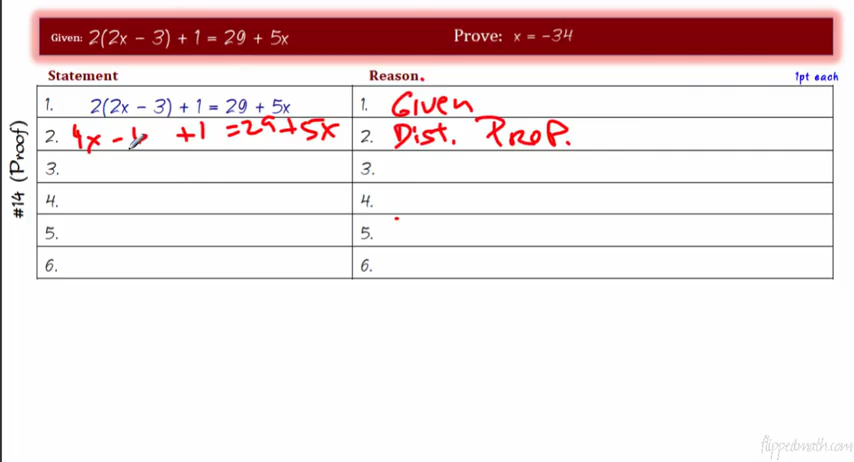 Given: 2(2x - 3) + 1 = 29 + 5x Prove: x = -34
Statement Reason. 1pt each
1. 2(2x - 3) + 1 = 29 + 5x 1. Given
2. 4x - +1 = 29 + 5x 2. Dist. Prop.
3. 3.
4. 4.
5. 5.
6. 6.
#14 (Proof)
flippedmath.com